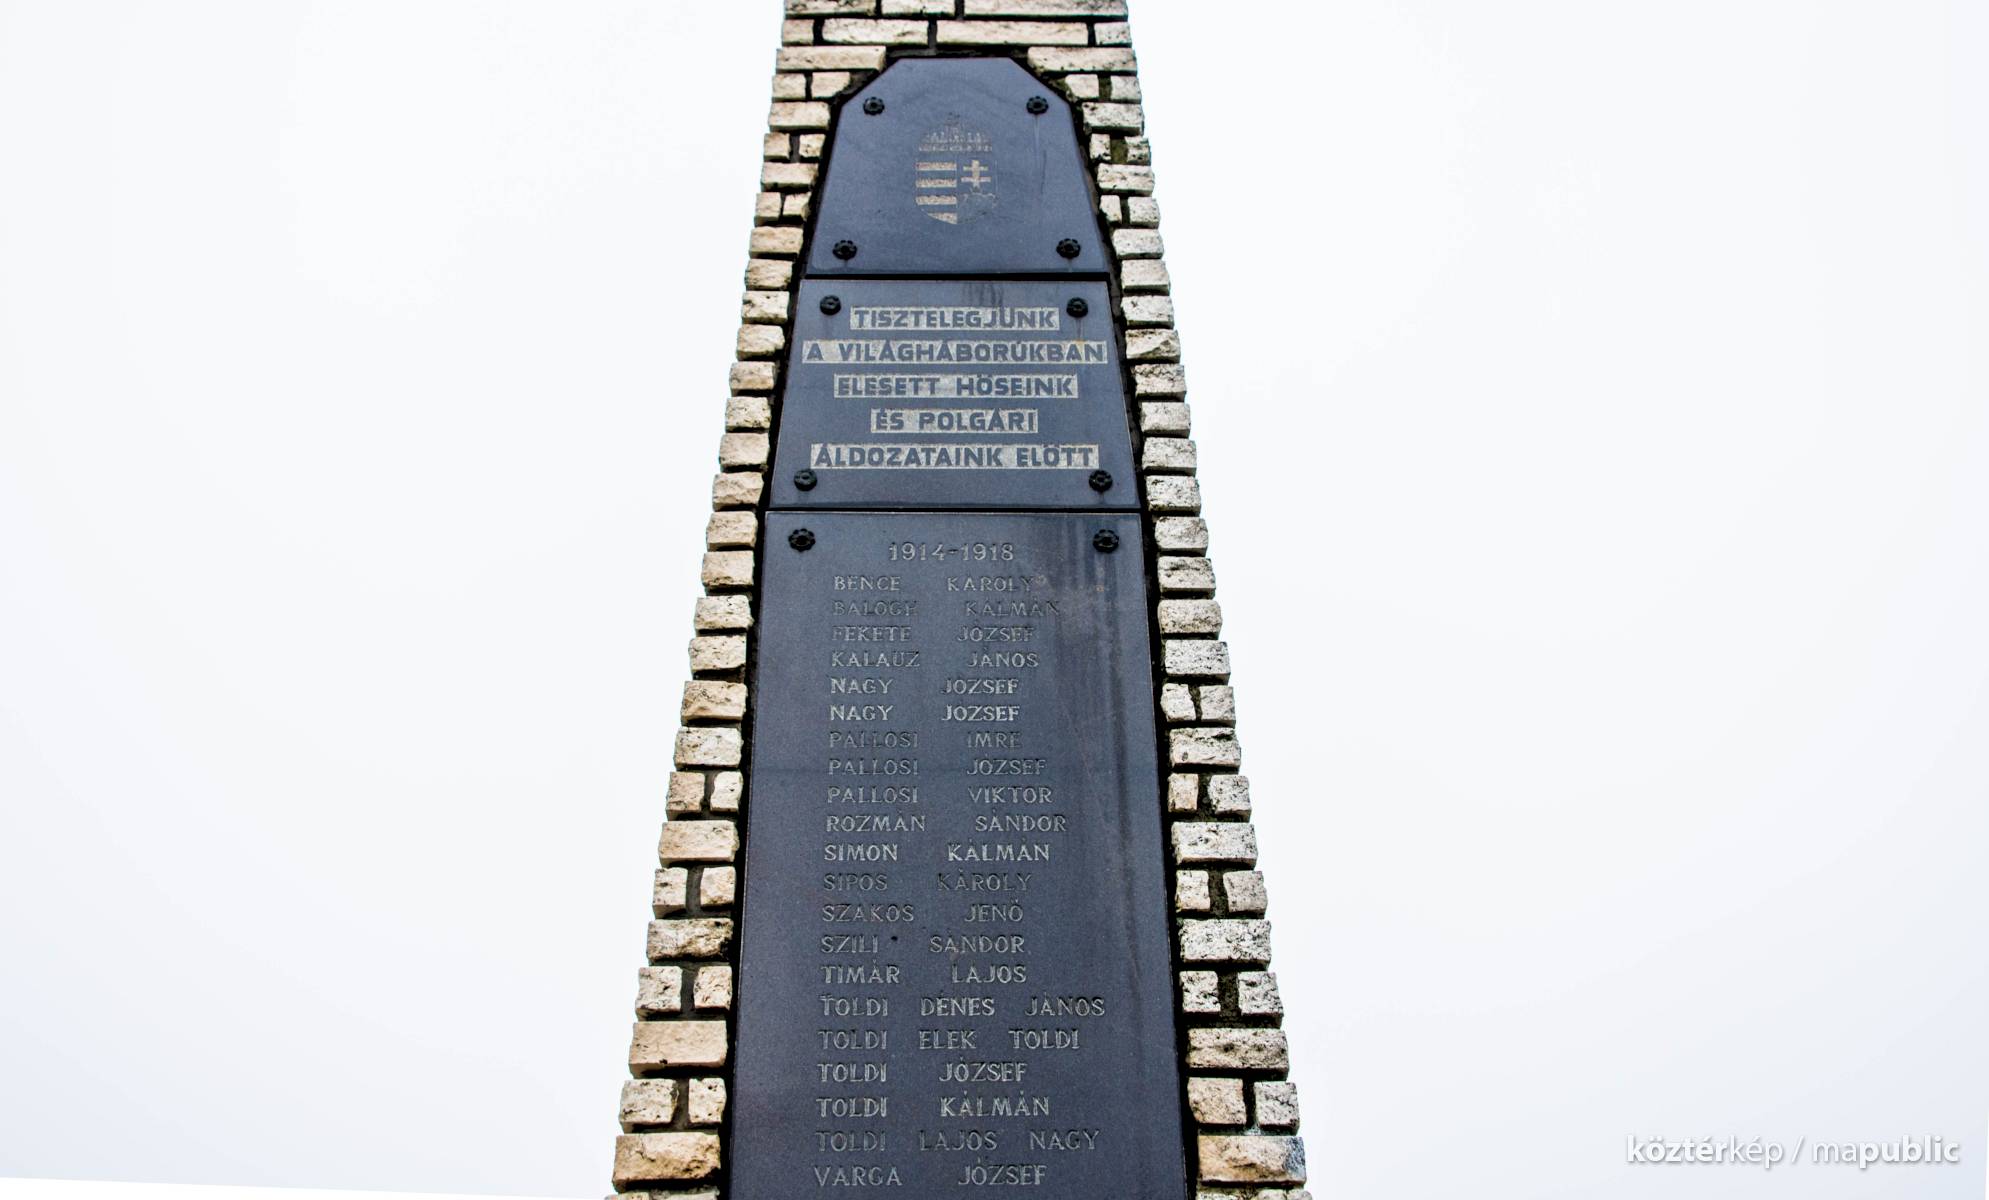 TISZTELEGJÜNK
A VILÁGHÁBORÚKBAN
ELESETT HŐSEINK
ÉS POLGÁRI
ÁLDOZATAINK ELŐTT
1914-1918
BENCE KÁROLY
BALOGH KÁLMÁN
FEKETE JÓZSEF
KALAUZ JÁNOS
NAGY JÓZSEF
NAGY JÓZSEF
PALLOSI IMRE
PALLOSI JÓZSEF
PALLOSI VIKTOR
ROZMÁN SÁNDOR
SIMON KÁLMÁN
SIPOS KÁROLY
SZAKOS JENŐ
SZILI SÁNDOR
TIMÁR LAJOS
TOLDI DÉNES JÁNOS
TOLDI ELEK TOLDI
TOLDI JÓZSEF
TOLDI KÁLMÁN
TOLDI LAJOS NAGY
VARGA JÓZSEF
köztérkép / mapublic